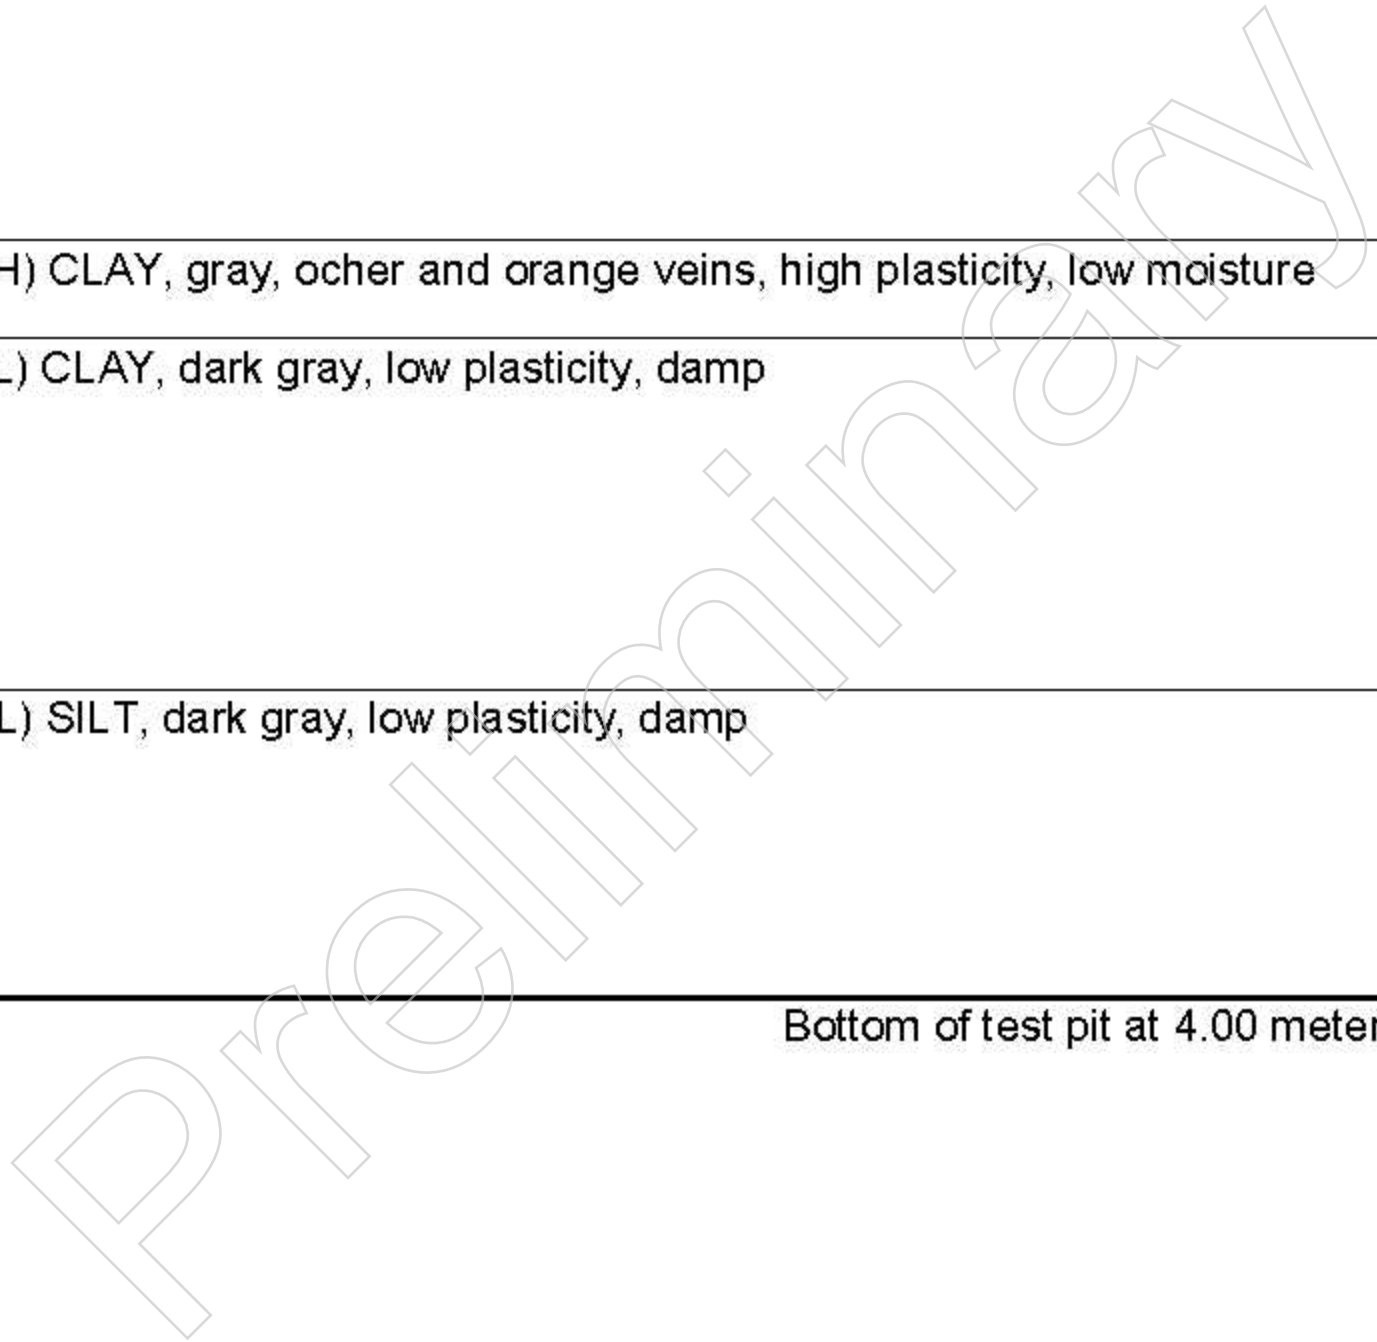 H) CLAY, gray, ocher and orange veins, high plasticity, low moisture
L) CLAY, dark gray, low plasticity, damp
L) SILT, dark gray, low plasticity, damp
Bottom of test pit at 4.00 meter
Preliminary